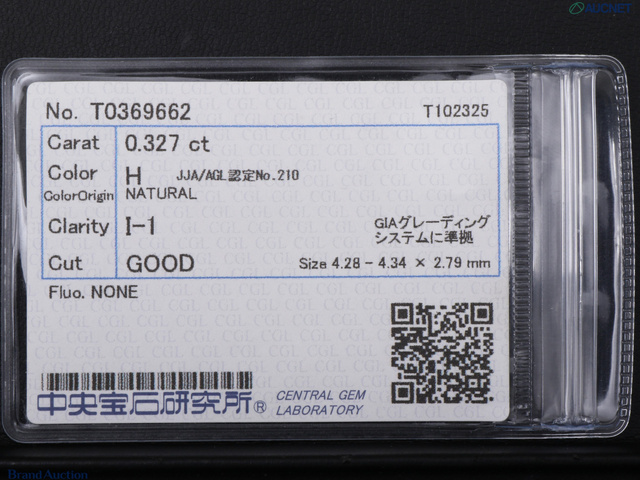 AUCNET
No. T0369662 T102325
Carat 0.327 ct
Color H JJA/AGL認定No.210
ColorOrigin NATURAL
Clarity I-1 GIAグレーディング
システムに準拠
Cut GOOD Size 4.28 - 4.34 × 2.79 mm
Fluo. NONE
中央宝石研究所® CENTRAL GEM
LABORATORY
BrandAuction